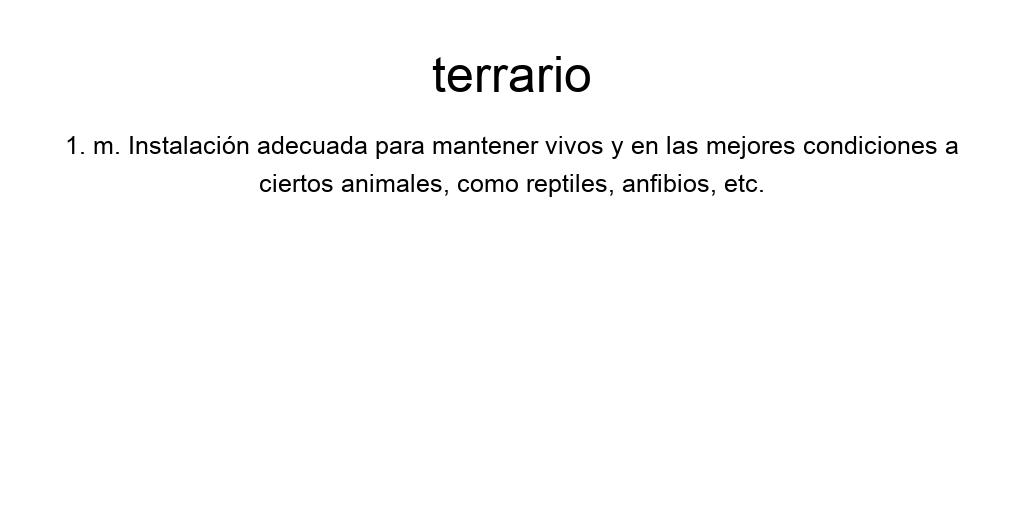 terrario
1. m. Instalación adecuada para mantener vivos y en las mejores condiciones a
ciertos animales, como reptiles, anfibios, etc.